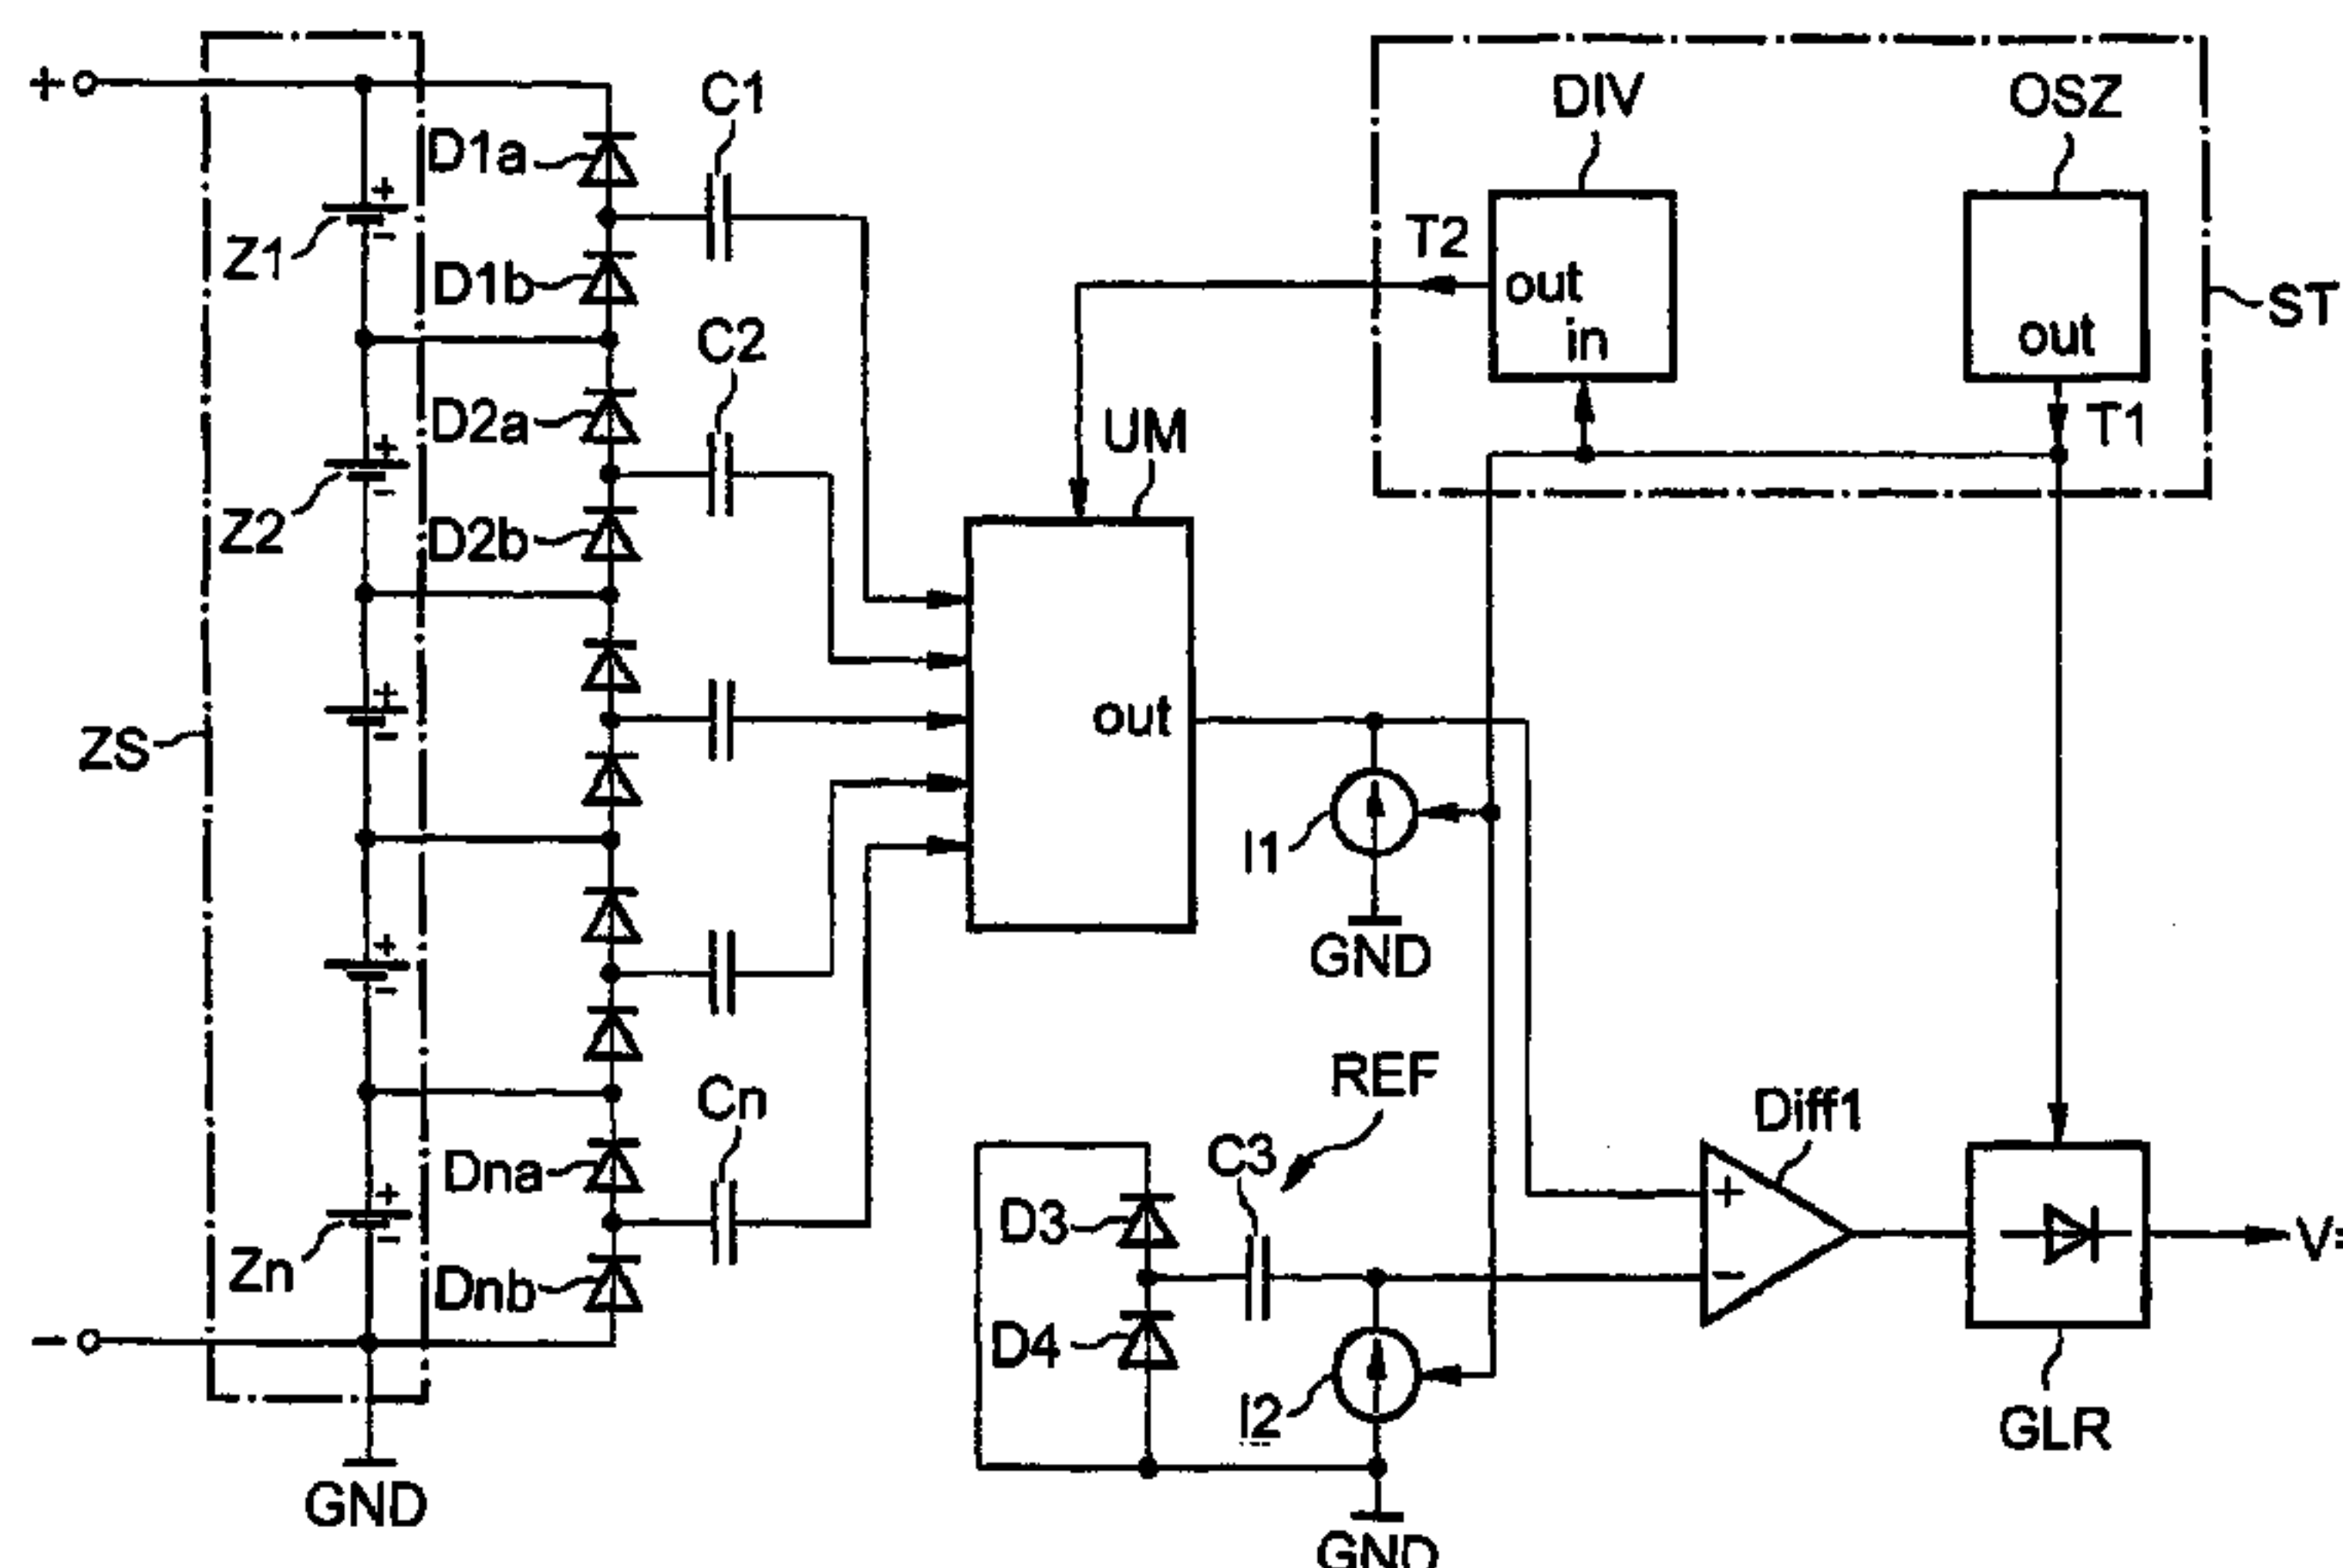 +
C1
DIV
OSZ
D1a
+
-
Z1
T2
out
in
out
ST
D1b
C2
T1
D2a
UM
+
-
Z2
D2b
+
-
ZS
out
I1
GND
+
-
REF
Cn
Diff1
C3
Dna
D3
+
-
+
-
V=
Zn
Dnb
D4
-
I2
GLR
GND
GND